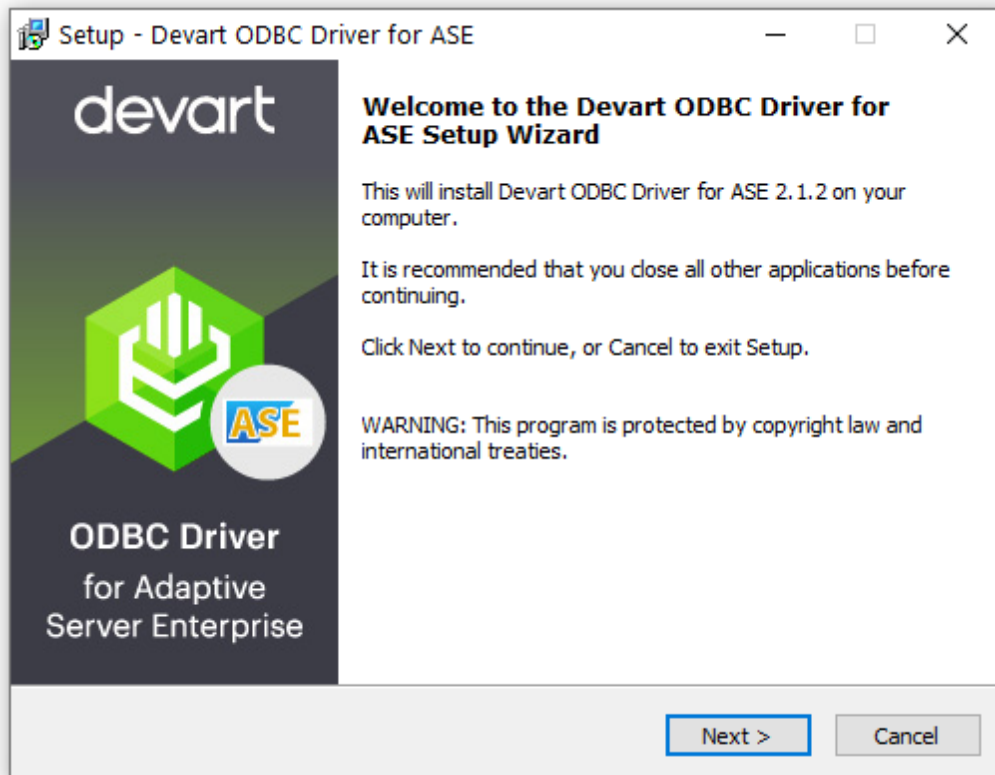 Setup - Devart ODBC Driver for ASE
devart
ASE
ODBC Driver
for Adaptive
Server Enterprise
Welcome to the Devart ODBC Driver for
ASE Setup Wizard
This will install Devart ODBC Driver for ASE 2.1.2 on your
computer.
It is recommended that you close all other applications before
continuing.
Click Next to continue, or Cancel to exit Setup.
WARNING: This program is protected by copyright law and
international treaties.
Next >
Cancel